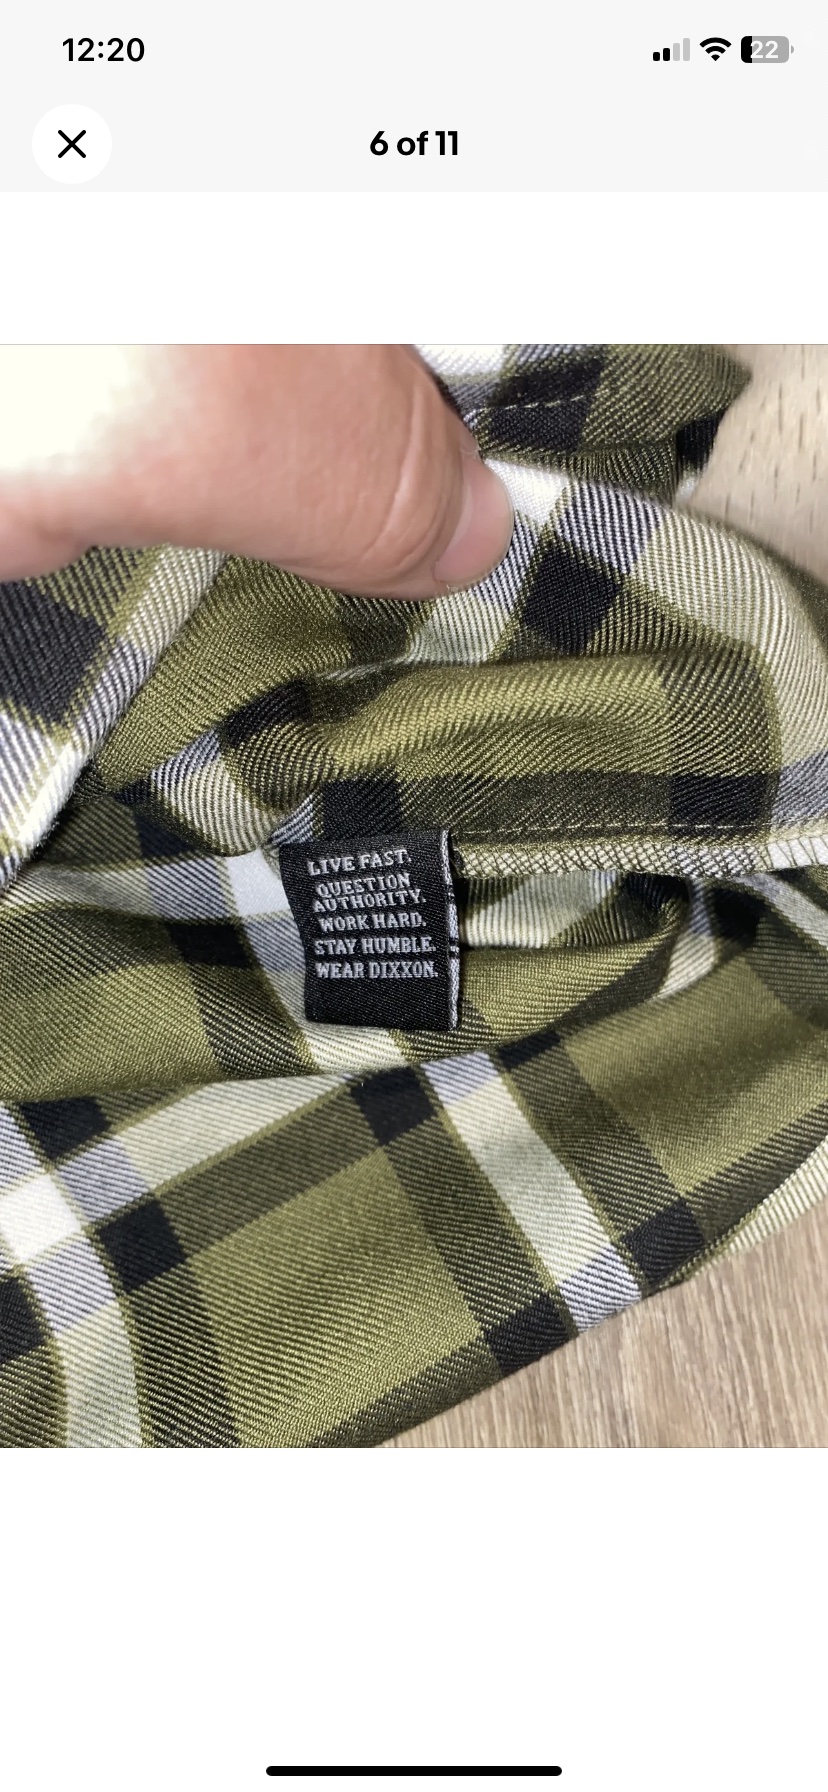 12:20
22
6 of 11
LIVE FAST.
QUESTION
AUTHORITY.
WORK HARD.
STAY HUMBLE.
WEAR DIXXON.